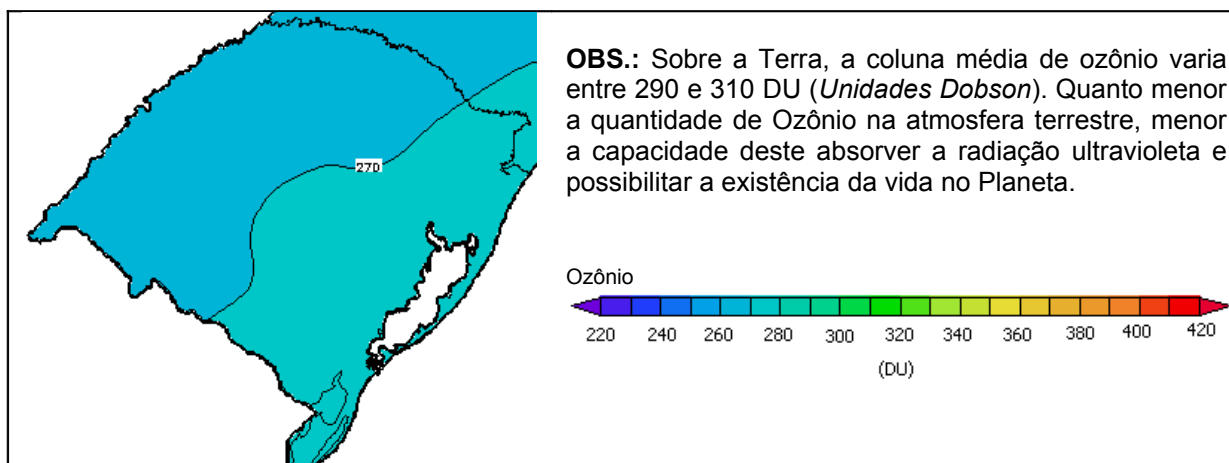 OBS.: Sobre a Terra, a coluna média de ozônio varia
entre 290 e 310 DU (Unidades Dobson). Quanto menor
a quantidade de Ozônio na atmosfera terrestre, menor
a capacidade deste absorver a radiação ultravioleta e
possibilitar a existência da vida no Planeta.
270
Ozônio
220 240 260 280 300 320 340 360 380 400 420
(DU)